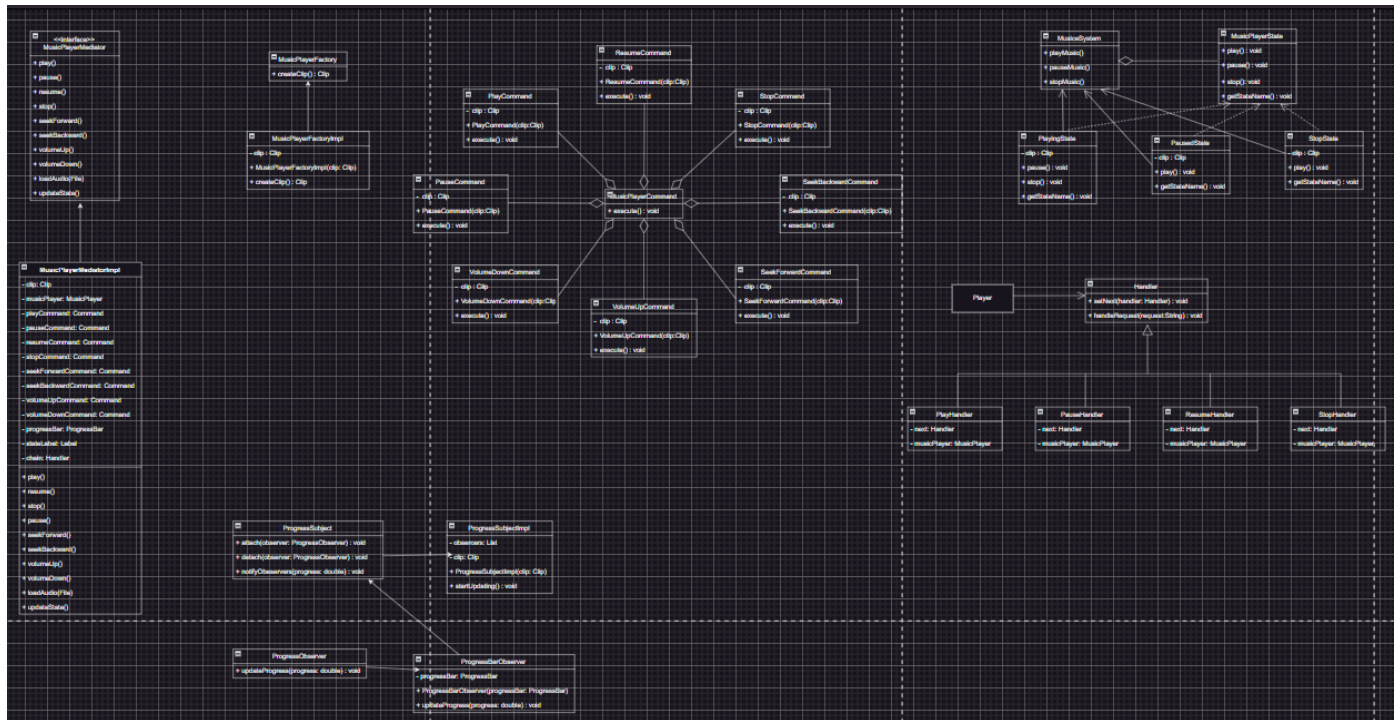 <<Interface>>
MusicPlayerMediator
+ play()
+ pause()
+ resume()
+ stop()
+ seekForward()
+ seekBackward()
+ volumeUp()
+ volumeDown()
+ loadAudio(File)
+ updateState()
MusicPlayerMediatorImpl
- clip: Clip
- musicPlayer: MusicPlayer
- playCommand: Command
- pauseCommand: Command
- resumeCommand: Command
- stopCommand: Command
- seekForwardCommand: Command
- seekBackwardCommand: Command
- volumeUpCommand: Command
- volumeDownCommand: Command
- progressBar: ProgressBar
- stateLabel: Label
- chain: Handler
+ play()
+ resume()
+ stop()
+ pause()
+ seekForward()
+ seekBackward()
+ volumeUp()
+ volumeDown()
+ loadAudio(File)
+ updateState()
MusicPlayerFactory
+ createClip() : Clip
MusicPlayerFactoryImpl
- clip : Clip
+ MusicPlayerFactoryImpl(clip: Clip)
+ createClip() : Clip
ResumeCommand
- clip : Clip
+ ResumeCommand(clip:Clip)
+ execute() : void
PlayCommand
- clip : Clip
+ PlayCommand(clip:Clip)
+ execute() : void
StopCommand
- clip : Clip
+ StopCommand(clip:Clip)
+ execute() : void
PauseCommand
- clip : Clip
+ PauseCommand(clip:Clip)
+ execute() : void
MusicPlayerCommand
+ execute() : void
SeekBackwardCommand
- clip : Clip
+ SeekBackwardCommand(clip:Clip)
+ execute() : void
VolumeDownCommand
- clip : Clip
+ VolumeDownCommand(clip:Clip
+ execute() : void
VolumeUpCommand
- clip : Clip
+ VolumeUpCommand(clip:Clip)
+ execute() : void
SeekForwardCommand
- clip : Clip
+ SeekForwardCommand(clip:Clip)
+ execute() : void
+ playMusic()
+ pauseMusic()
+ stopMusic()
MusicPlayerState
+ play() : void
+ pause() : void
+ stop() : void
+ getStateName() : void
PlayingState
- clip : Clip
+ pause() : void
+ stop() : void
+ getStateName() : void
PausedState
- clip : Clip
+ play() : void
+ getStateName() : void
StopState
- clip : Clip
+ play() : void
+ getStateName() : void
Player
Handler
+ setNext(handler: Handler) : void
+ handleRequest(request:String) : void
PlayHandler
- next: Handler
- musicPlayer: MusicPlayer
PauseHandler
- next: Handler
- musicPlayer: MusicPlayer
ResumeHandler
- next: Handler
- musicPlayer: MusicPlayer
StopHandler
- next: Handler
- musicPlayer: MusicPlayer
ProgressSubject
+ attach(observer: ProgressObserver) : void
+ detach(observer: ProgressObserver) : void
ProgressSubjectImpl
- clip: Clip
+ ProgressSubjectImpl(clip: Clip)
+ startUpdating() : void
ProgressObserver
+ updateProgress(progress: double) : void
ProgressBarObserver
- progressBar: ProgressBar
+ ProgressBarObserver(progressBar: ProgressBar)
+ updateProgress(progress: double) : void